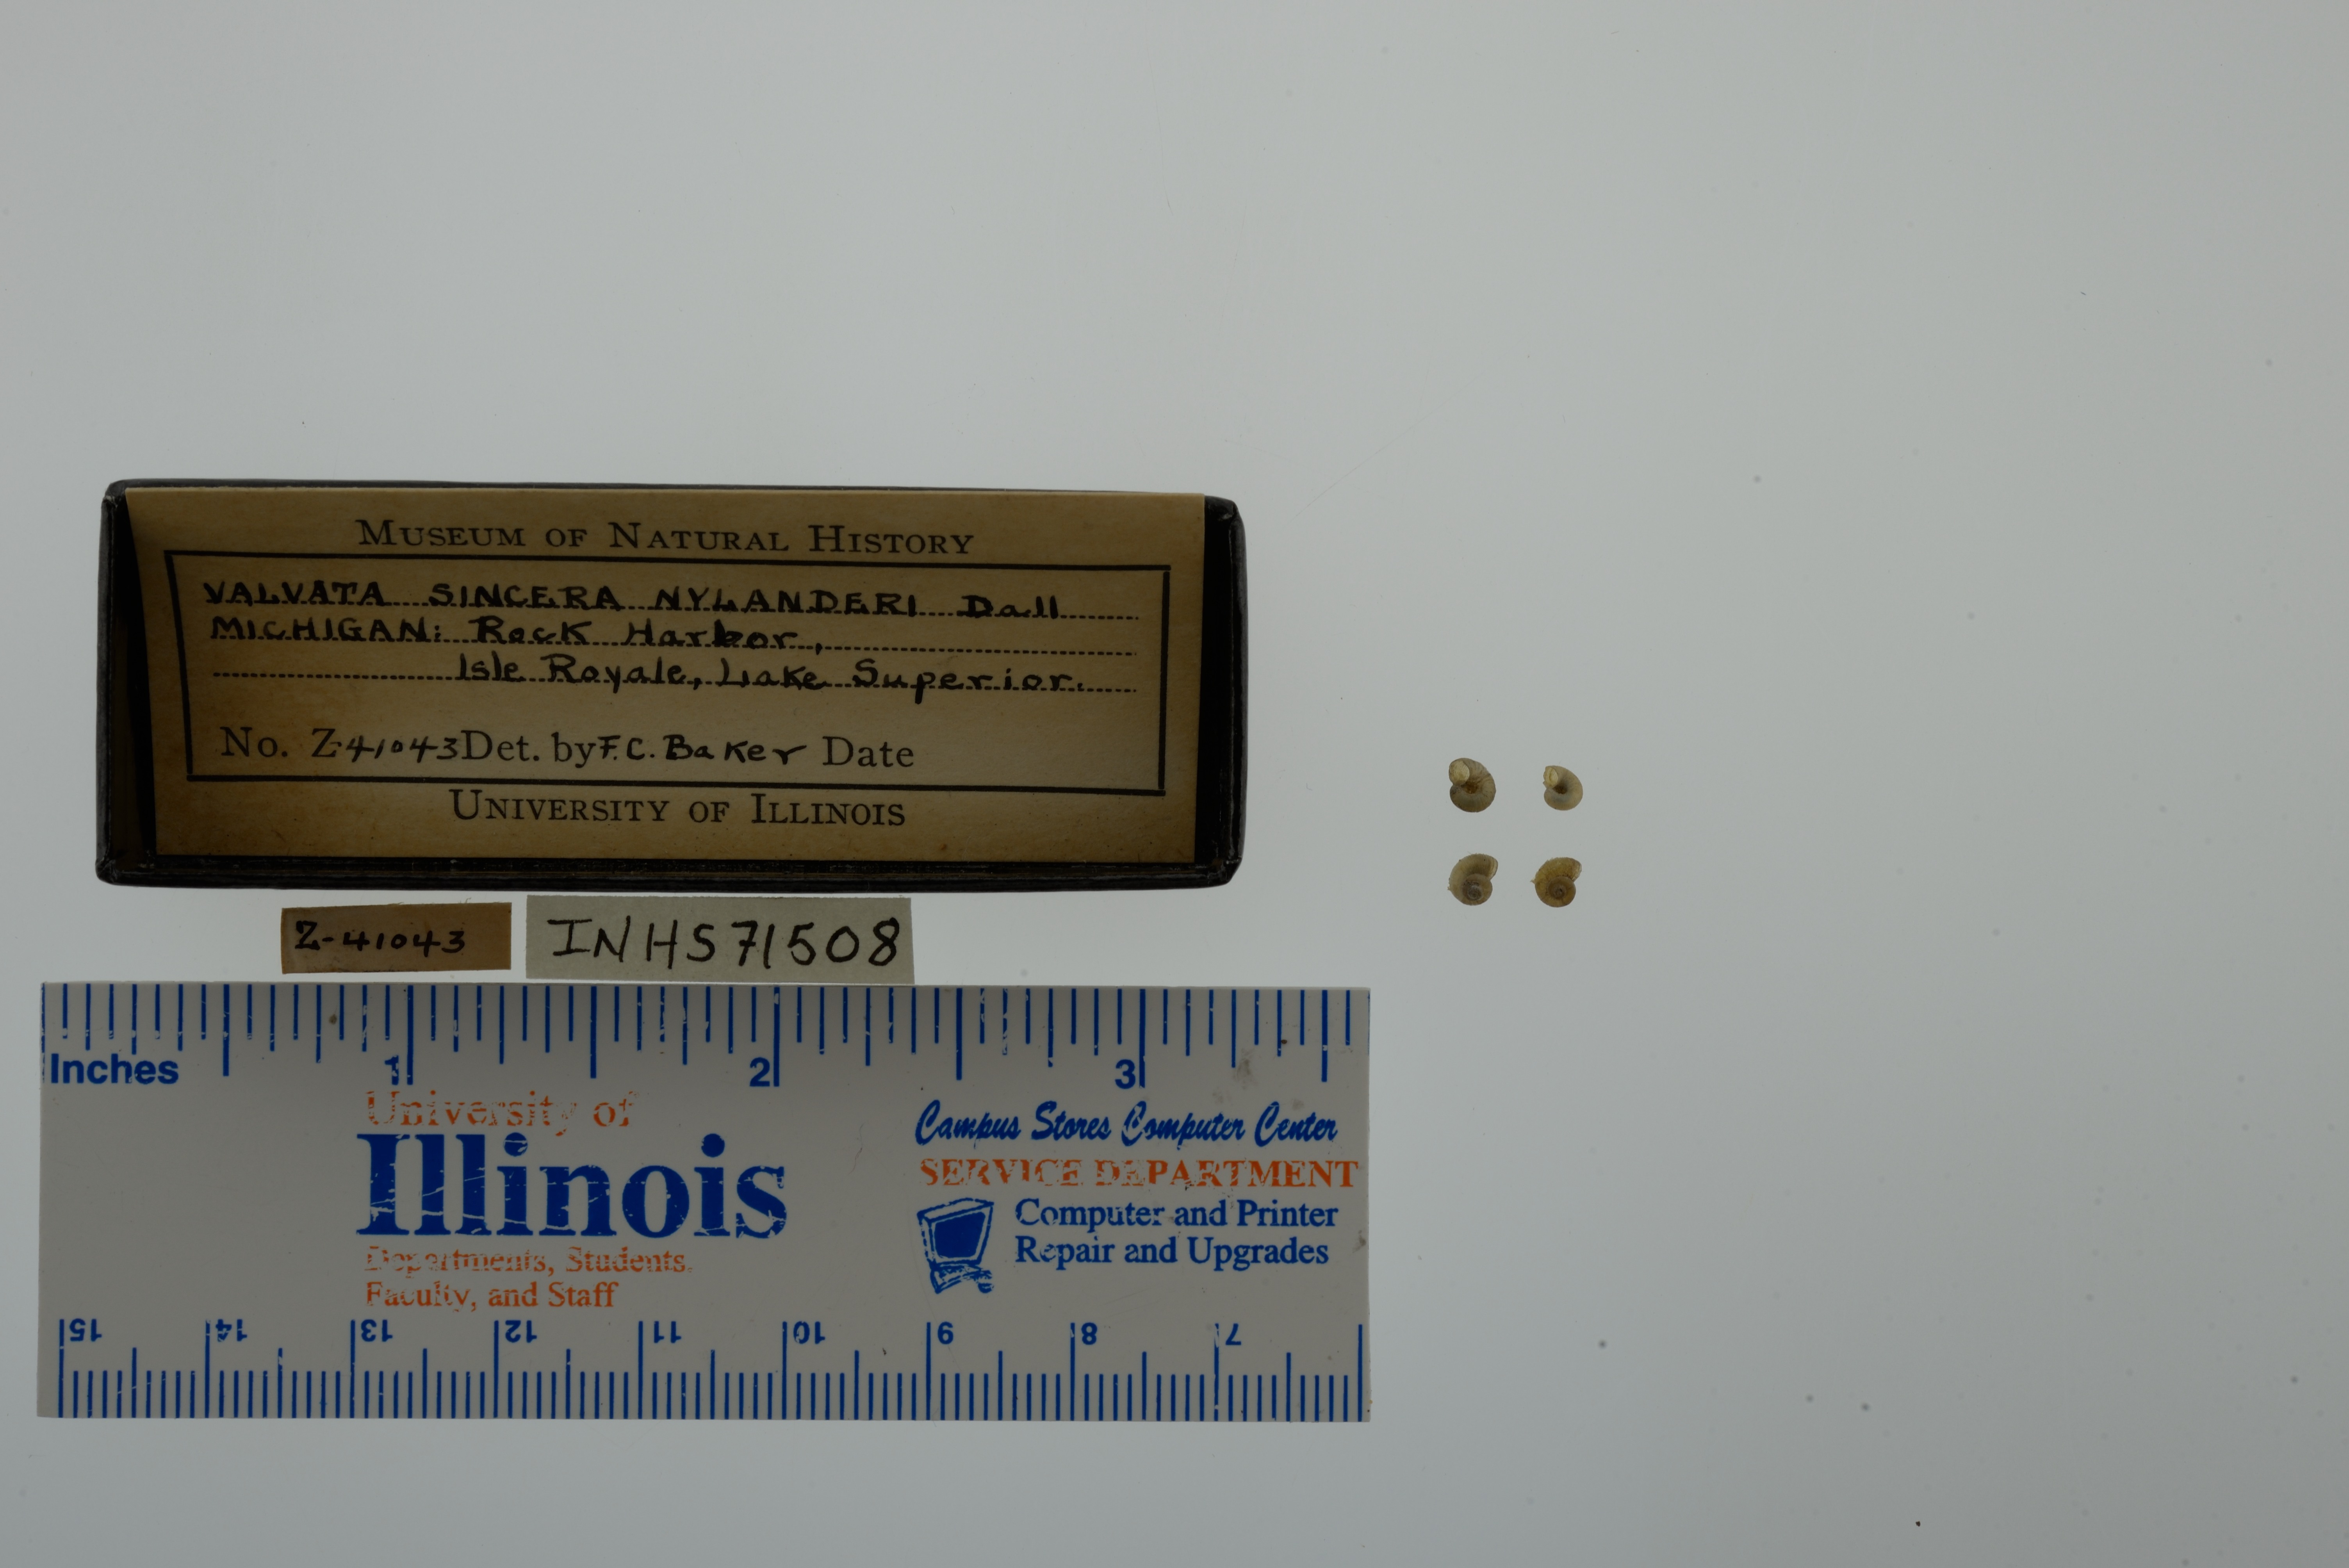 MUSEUM OF NATURAL HISTORY
VALVATA SINCERA NYLANDERI Dall
MICHIGAN: Rock Harbor,
Isle Royale, Lake Superior.
No. Z-41043 Det. by F.C. Baker Date
UNIVERSITY OF ILLINOIS
Z-41043
INHS71508
Inches 1 2 3
University of
Illinois
Departments, Students,
Faculty, and Staff
Campus Stores Computer Center
SERVICE DEPARTMENT
Computer and Printer
Repair and Upgrades
15 14 13 12 11 10 9 8 7